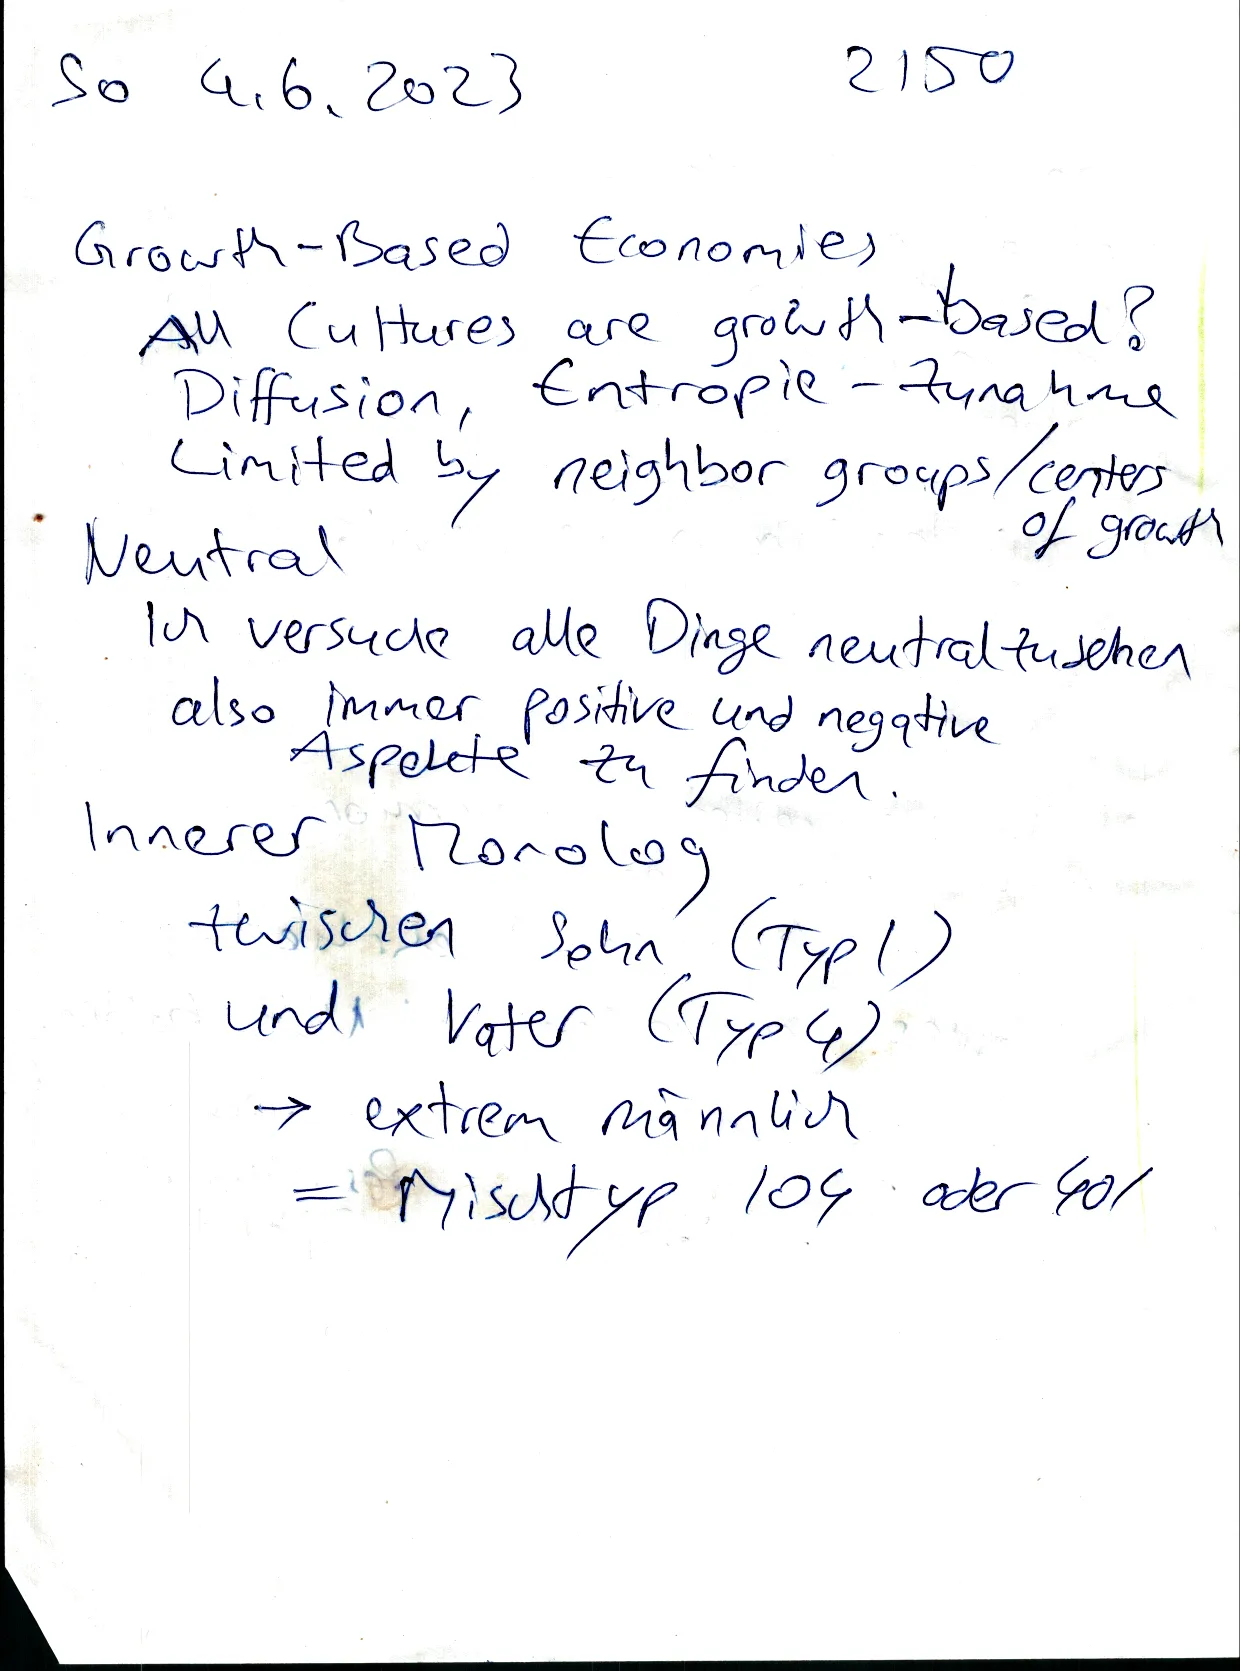 So 4.6.2023 2150
Growth-Based Economies
All Cultures are growth-based?
Diffusion, Entropie-Zunahme
Limited by neighbor groups/centers
of growth
Neutral
Ich versuche alle Dinge neutral zu sehen
also immer positive und negative
Aspekte zu finden.
Innerer Monolog
zwischen Sohn (Typ 1)
und Vater (Typ 4)
→ extrem männlich
= Mischtyp 104 oder 401